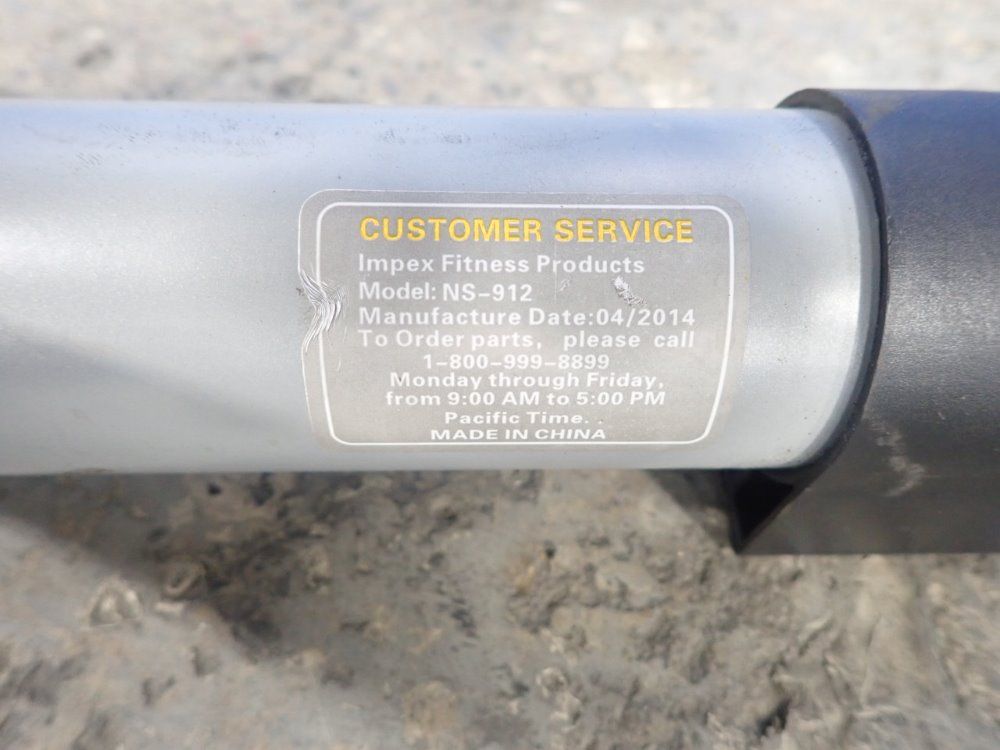 CUSTOMER SERVICE
Impex Fitness Products
Model: NS-912
Manufacture Date:04/2014
To Order parts, please call
1-800-999-8899
Monday through Friday,
from 9:00 AM to 5:00 PM
Pacific Time. .
MADE IN CHINA